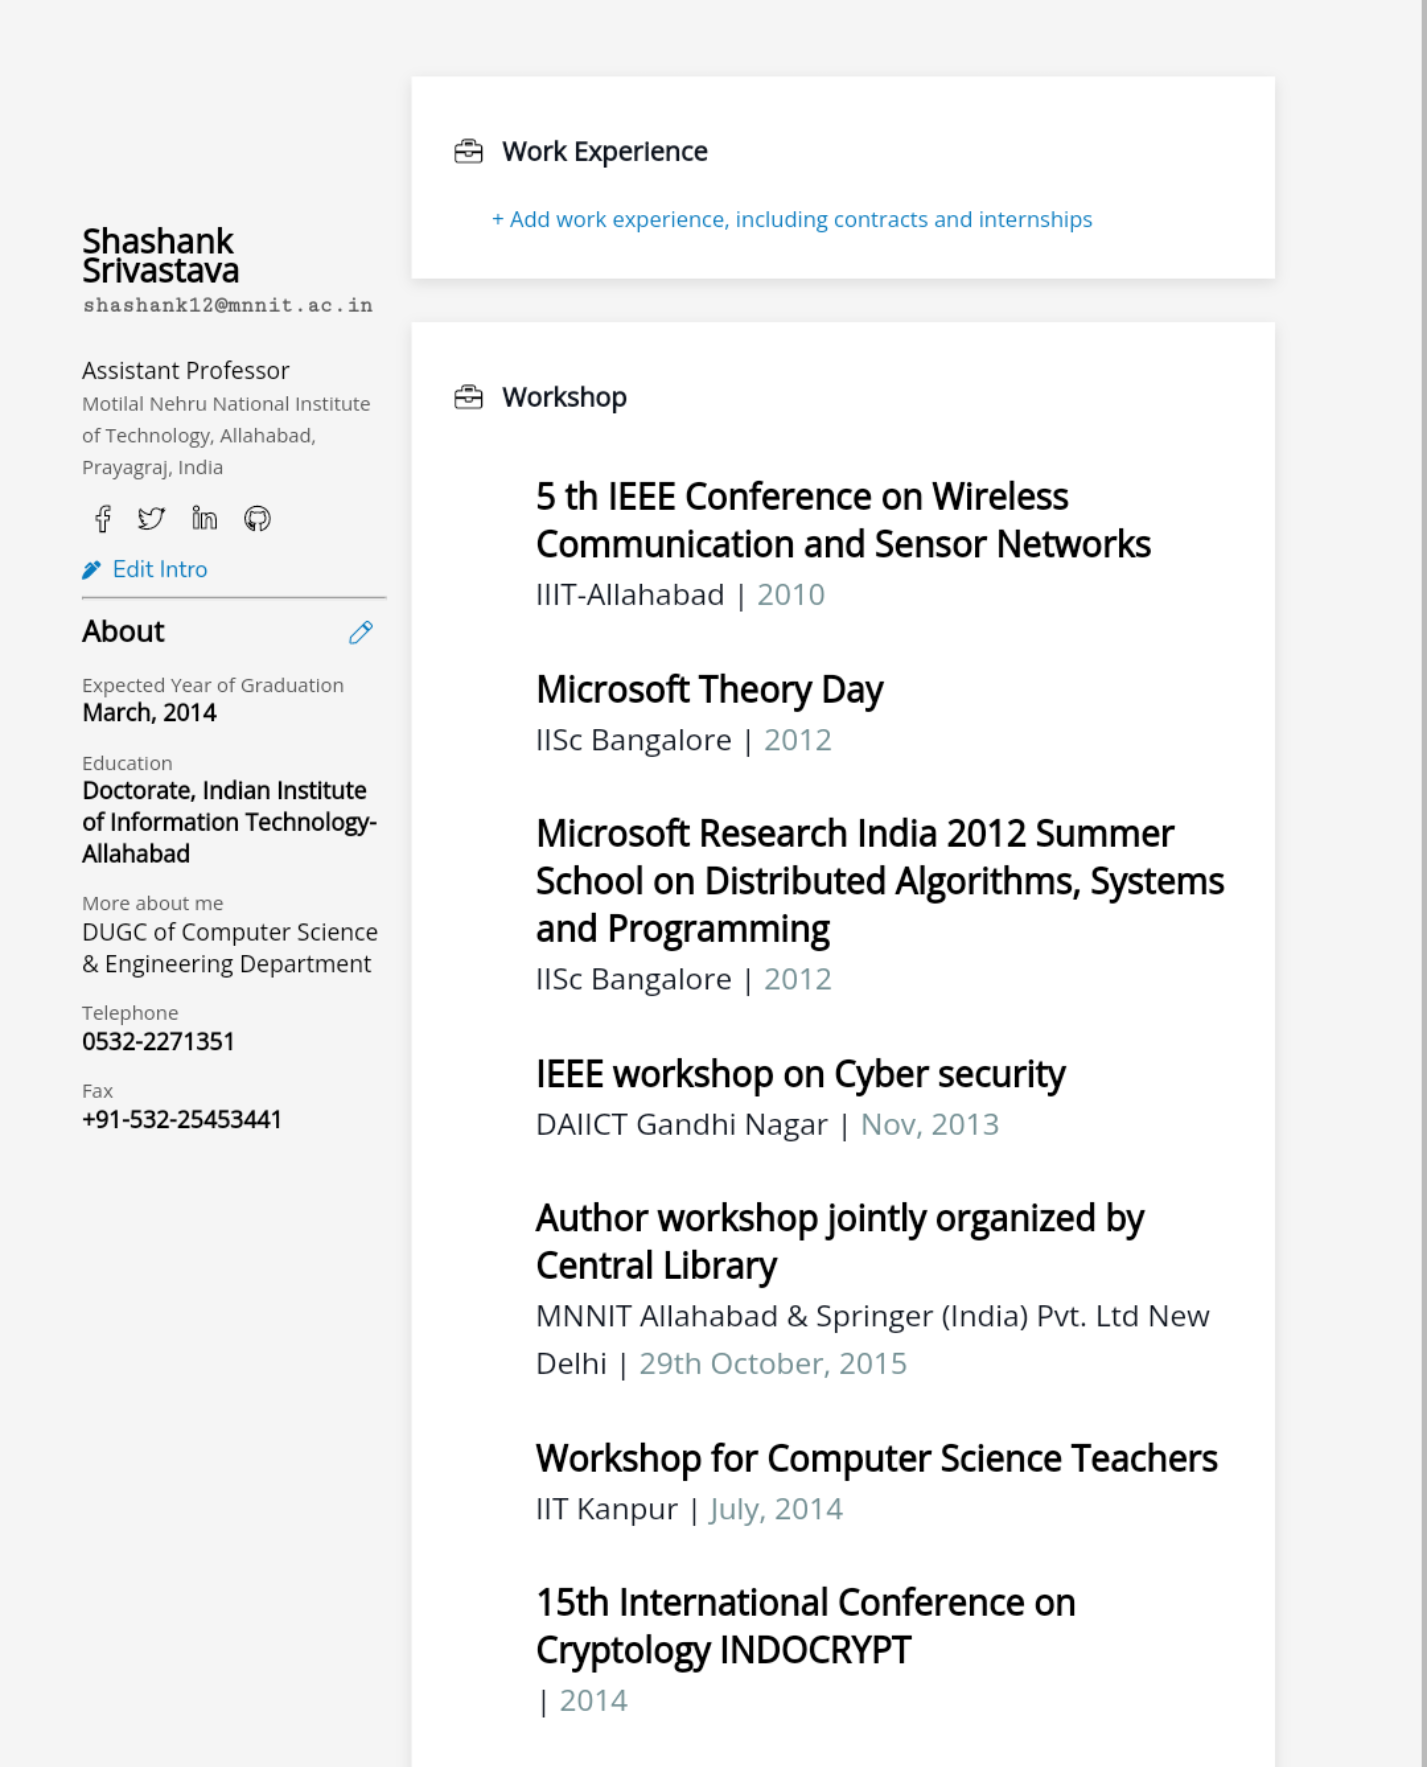 Shashank
Srivastava
shashank12@mnnit.ac.in
Assistant Professor
Motilal Nehru National Institute
of Technology, Allahabad,
Prayagraj, India
Edit Intro
About
Expected Year of Graduation
March, 2014
Education
Doctorate, Indian Institute
of Information Technology-
Allahabad
More about me
DUGC of Computer Science
& Engineering Department
Telephone
0532-2271351
Fax
+91-532-25453441
Work Experience
+ Add work experience, including contracts and internships
Workshop
5 th IEEE Conference on Wireless
Communication and Sensor Networks
IIIT-Allahabad | 2010
Microsoft Theory Day
IISc Bangalore | 2012
Microsoft Research India 2012 Summer
School on Distributed Algorithms, Systems
and Programming
IISc Bangalore | 2012
IEEE workshop on Cyber security
DAIICT Gandhi Nagar | Nov, 2013
Author workshop jointly organized by
Central Library
MNNIT Allahabad & Springer (India) Pvt. Ltd New
Delhi | 29th October, 2015
Workshop for Computer Science Teachers
IIT Kanpur | July, 2014
15th International Conference on
Cryptology INDOCRYPT
| 2014